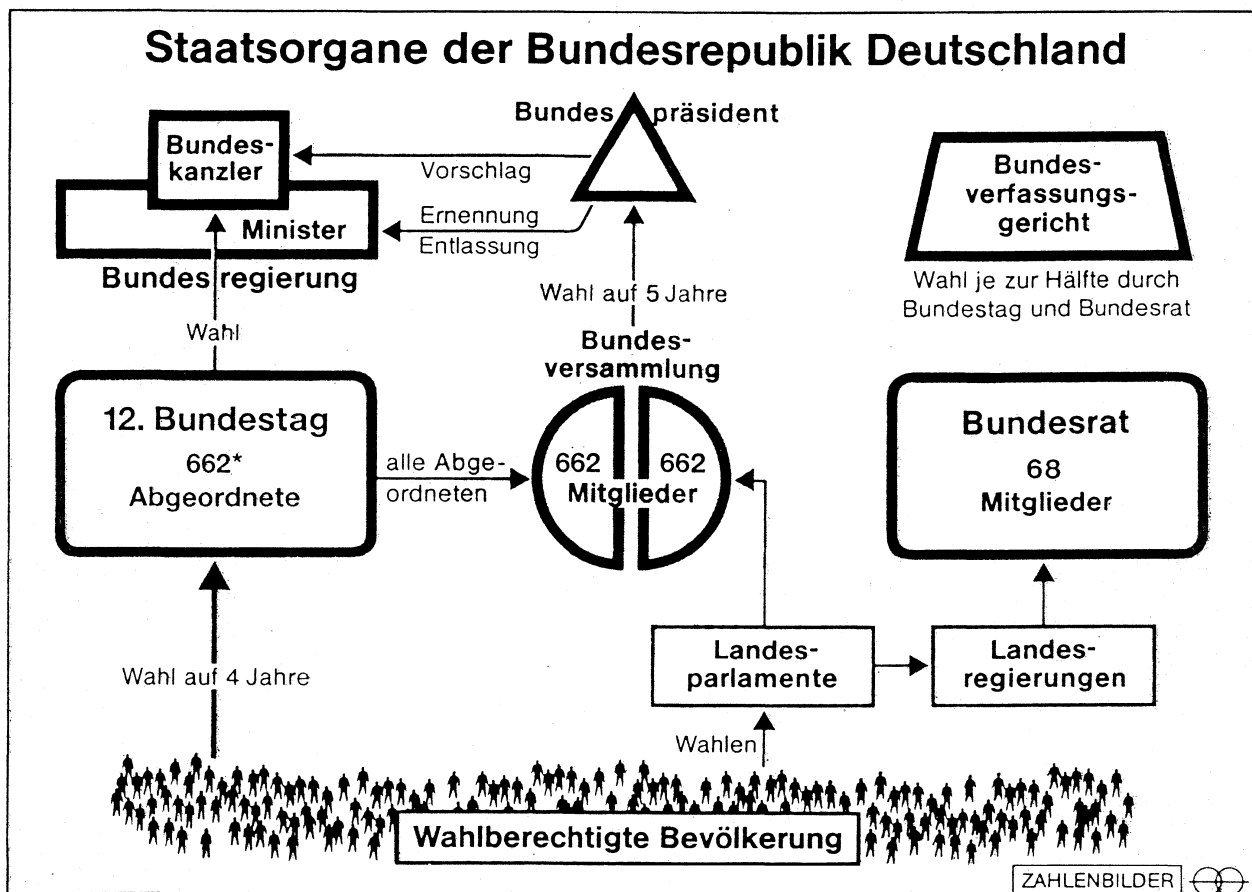 Staatsorgane der Bundesrepublik Deutschland
Bundespräsident
Bundes-
kanzler
Vorschlag
Minister
Ernennung
Entlassung
Bundesregierung
Bundes-
verfassungs-
gericht
Wahl je zur Hälfte durch
Bundestag und Bundesrat
Wahl auf 5 Jahre
Wahl
Bundes-
versammlung
12. Bundestag
662*
Abgeordnete
alle Abge-
ordneten
662 662
Mitglieder
Bundesrat
68
Mitglieder
Landes-
parlamente
Landes-
regierungen
Wahl auf 4 Jahre
Wahlen
Wahlberechtigte Bevölkerung
ZAHLENBILDER